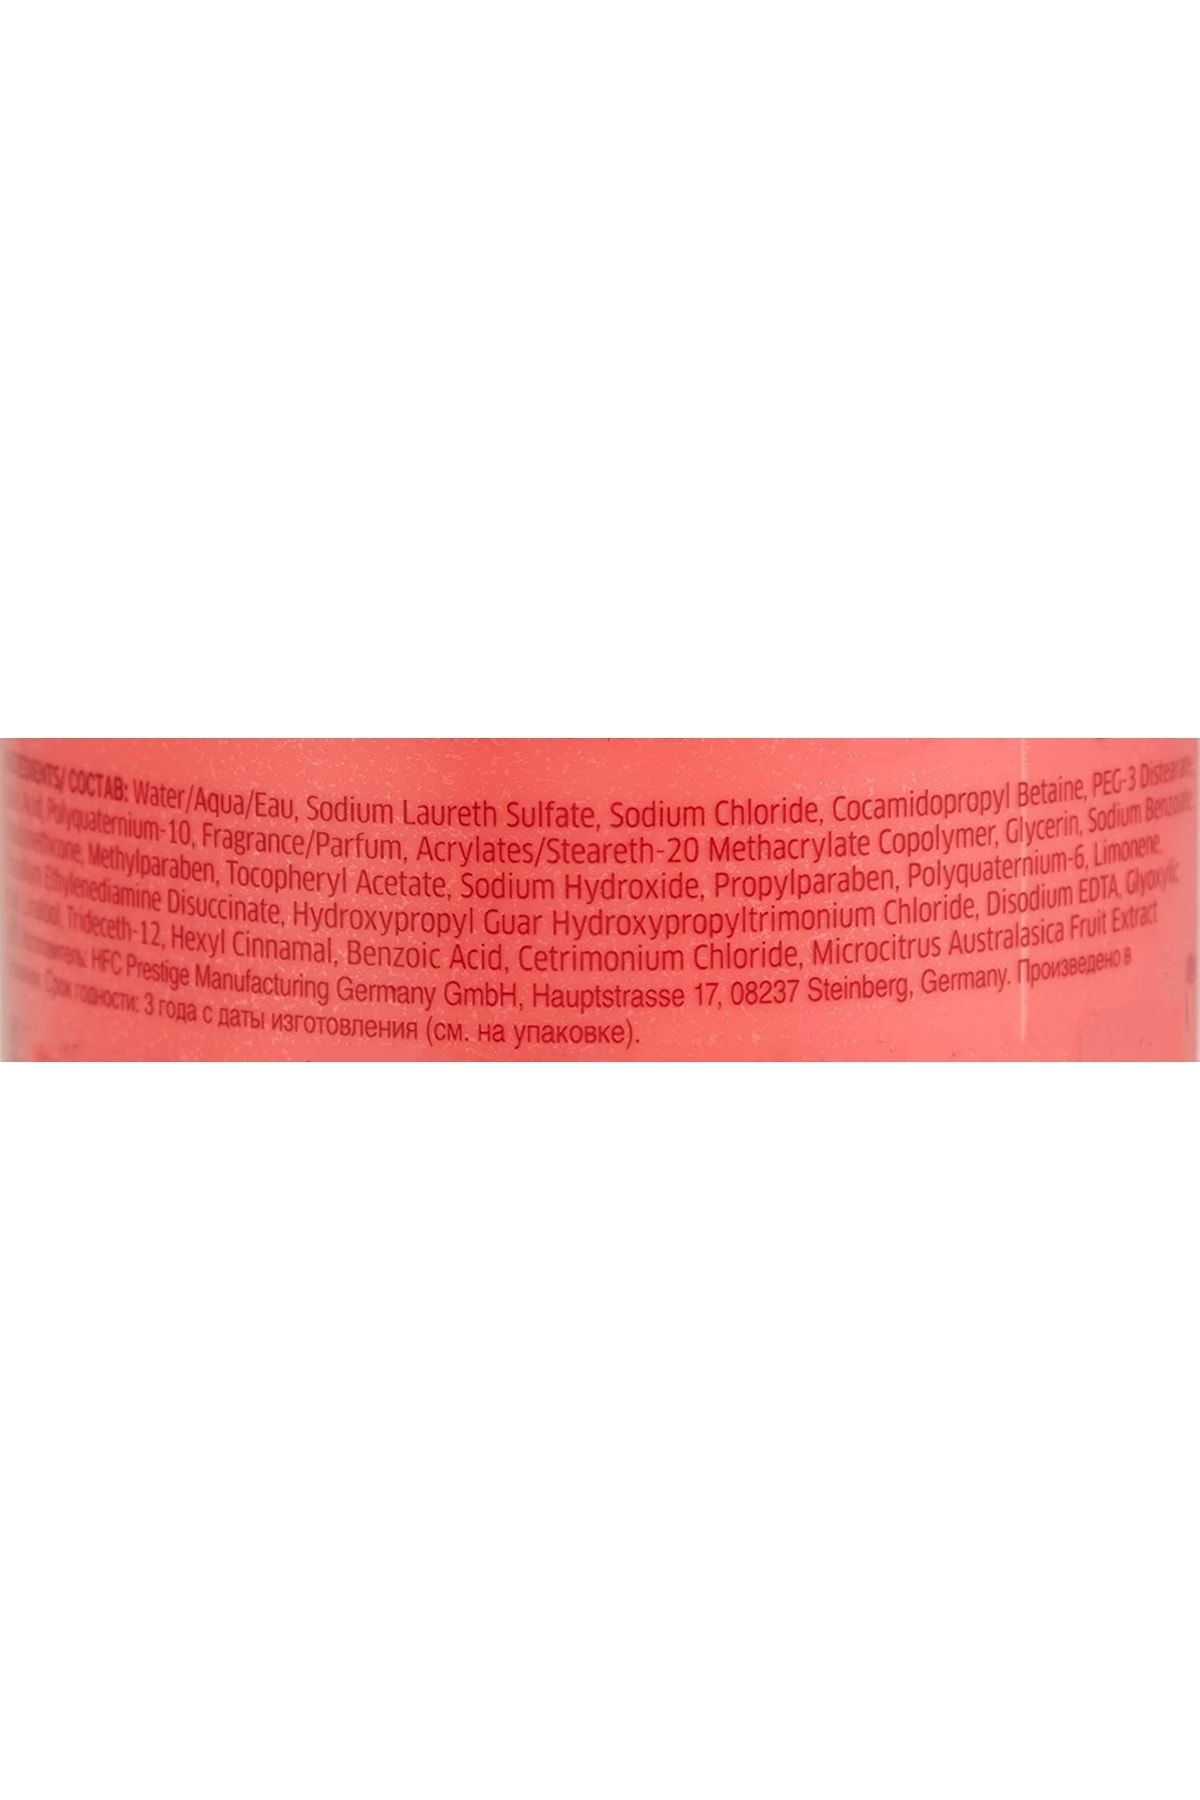 СОСТАВ: Water/Aqua/Eau, Sodium Laureth Sulfate, Sodium Chloride, Cocamidopropyl Betaine, PEG-3 Distearate,
Acid, Polyquaternium-10, Fragrance/Parfum, Acrylates/Steareth-20 Methacrylate Copolymer, Glycerin, Sodium Benzoate,
Methylparaben, Tocopheryl Acetate, Sodium Hydroxide, Propylparaben, Polyquaternium-6, Limonene,
Ethylenediamine Disuccinate, Hydroxypropyl Guar Hydroxypropyltrimonium Chloride, Disodium EDTA, Glyoxylic
Linalool, Trideceth-12, Hexyl Cinnamal, Benzoic Acid, Cetrimonium Chloride, Microcitrus Australasica Fruit Extract
HFC Prestige Manufacturing Germany GmbH, Hauptstrasse 17, 08237 Steinberg, Germany. Произведено в
Срок годности: 3 года с даты изготовления (см. на упаковке).